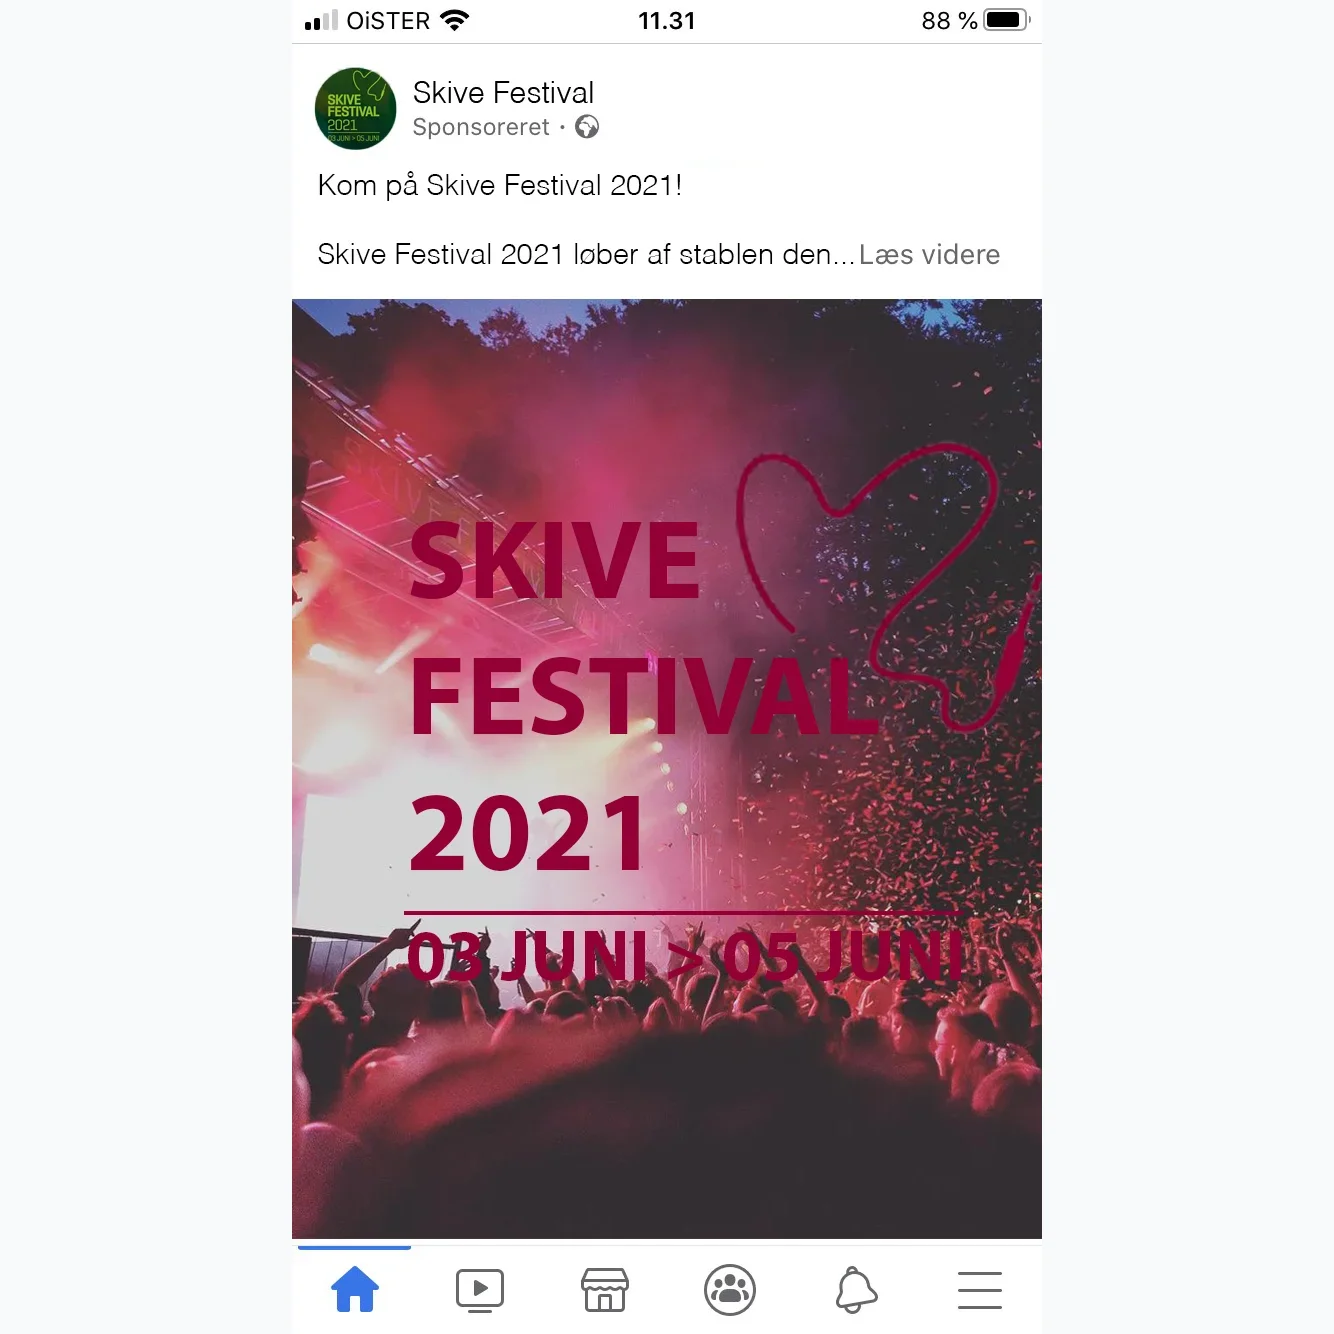 OiSTER
11.31
88 %
SKIVE
FESTIVAL
2021
03 JUNI > 05 JUNI
Skive Festival
Sponsoreret ·
Kom på Skive Festival 2021!
Skive Festival 2021 løber af stablen den... Læs videre
SKIVE
FESTIVAL
2021
03 JUNI > 05 JUNI